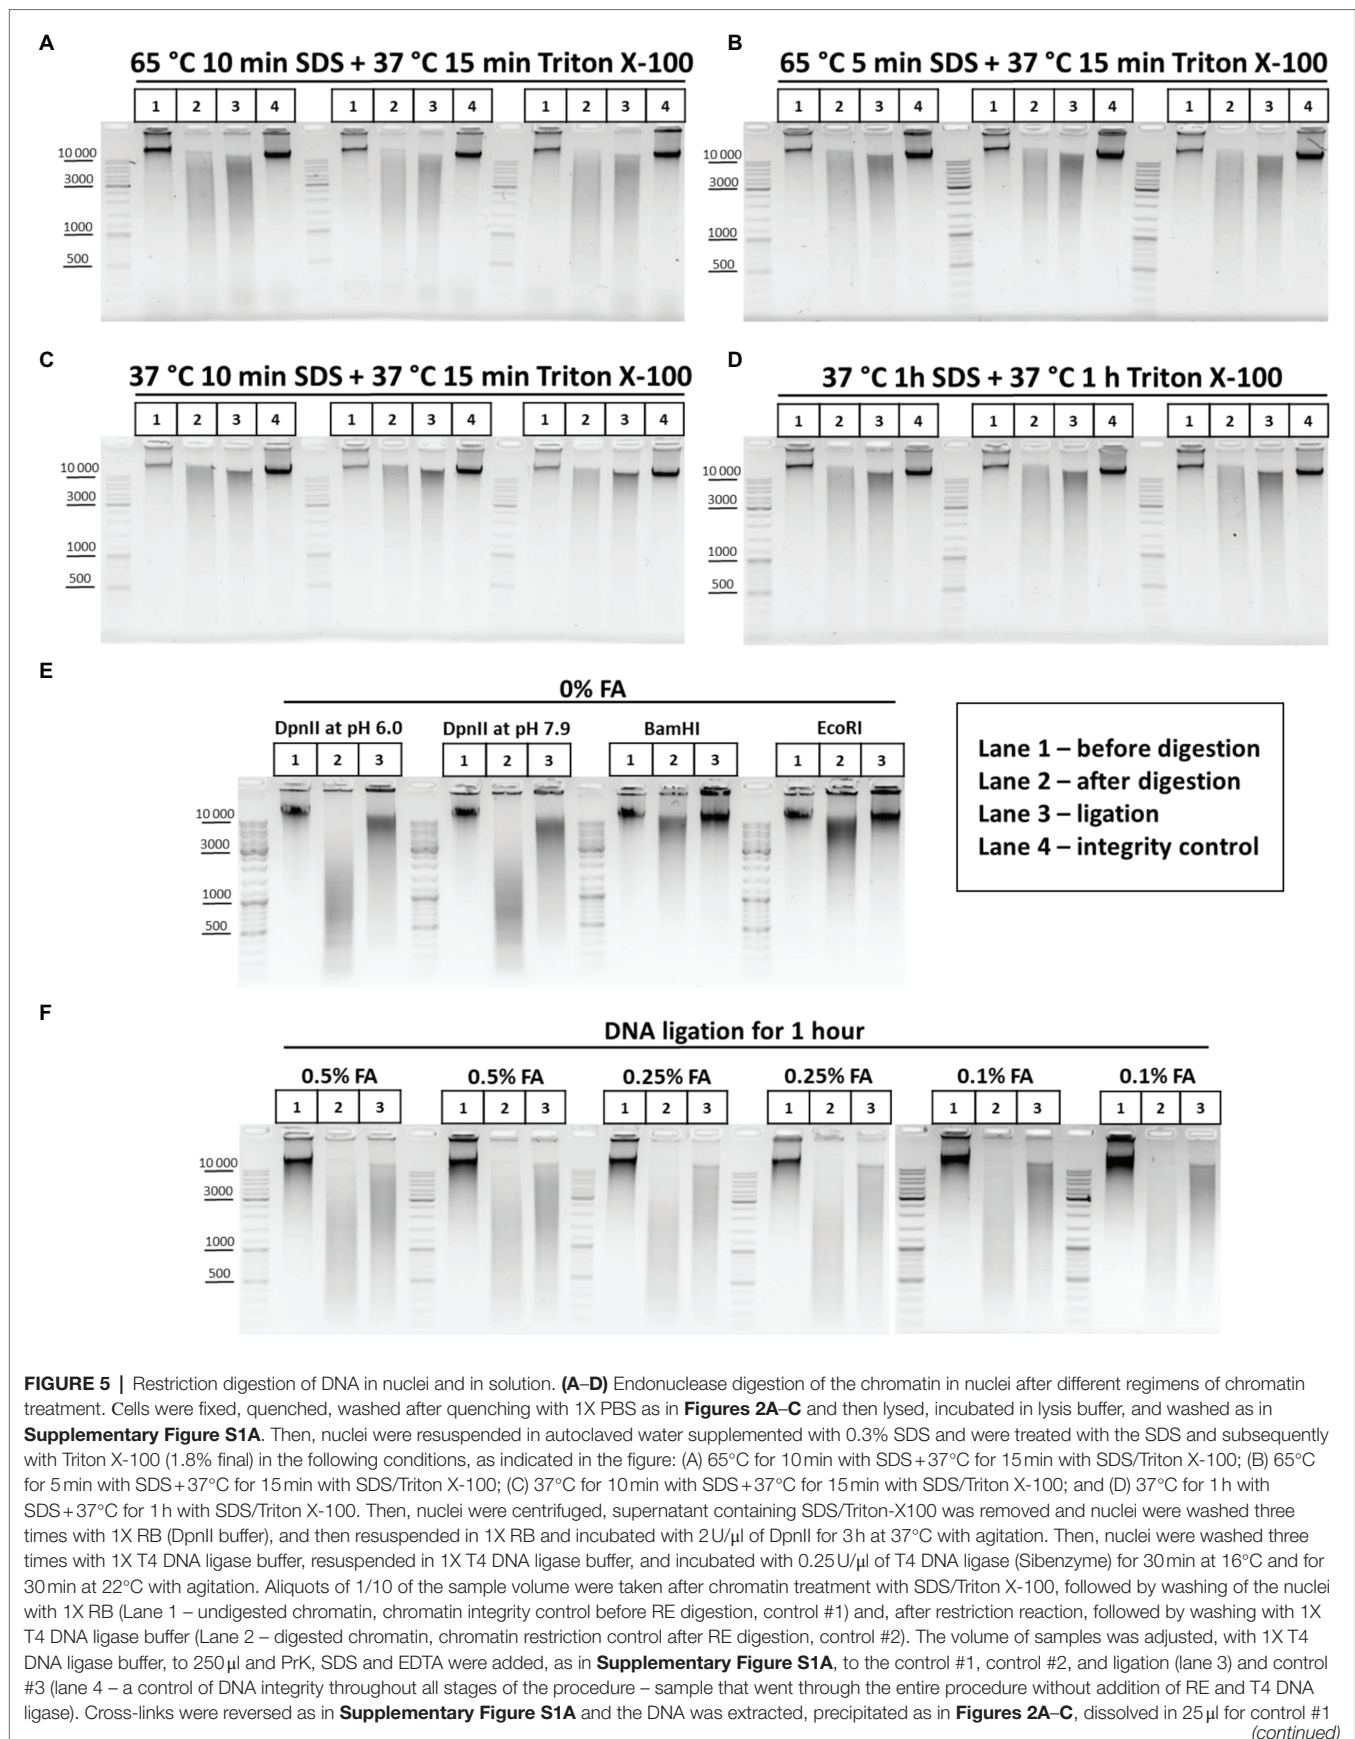 A
65 °C 10 min SDS + 37 °C 15 min Triton X-100
1 2 3 4 1 2 3 4 1 2 3 4
10 000
3000
1000
500
B
65 °C 5 min SDS + 37 °C 15 min Triton X-100
1 2 3 4 1 2 3 4 1 2 3 4
10 000
3000
1000
500
C
37 °C 10 min SDS + 37 °C 15 min Triton X-100
1 2 3 4 1 2 3 4 1 2 3 4
10 000
3000
1000
500
D
37 °C 1h SDS + 37 °C 1 h Triton X-100
1 2 3 4 1 2 3 4 1 2 3 4
10 000
3000
1000
500
E
0% FA
DpnII at pH 6.0 DpnII at pH 7.9 BamHI EcoRI
1 2 3 1 2 3 1 2 3 1 2 3
10 000
3000
1000
500
Lane 1 – before digestion
Lane 2 – after digestion
Lane 3 – ligation
Lane 4 – integrity control
F
DNA ligation for 1 hour
0.5% FA 0.5% FA 0.25% FA 0.25% FA 0.1% FA 0.1% FA
1 2 3 1 2 3 1 2 3 1 2 3 1 2 3 1 2 3
10 000
3000
1000
500
FIGURE 5 | Restriction digestion of DNA in nuclei and in solution. (A–D) Endonuclease digestion of the chromatin in nuclei after different regimens of chromatin
treatment. Cells were fixed, quenched, washed after quenching with 1X PBS as in Figures 2A–C and then lysed, incubated in lysis buffer, and washed as in
Supplementary Figure S1A. Then, nuclei were resuspended in autoclaved water supplemented with 0.3% SDS and were treated with the SDS and subsequently
with Triton X-100 (1.8% final) in the following conditions, as indicated in the figure: (A) 65°C for 10 min with SDS + 37°C for 15 min with SDS/Triton X-100; (B) 65°C
for 5 min with SDS + 37°C for 15 min with SDS/Triton X-100; (C) 37°C for 10 min with SDS + 37°C for 15 min with SDS/Triton X-100; and (D) 37°C for 1 h with
SDS + 37°C for 1 h with SDS/Triton X-100. Then, nuclei were centrifuged, supernatant containing SDS/Triton-X100 was removed and nuclei were washed three
times with 1X RB (DpnII buffer), and then resuspended in 1X RB and incubated with 2 U/μl of DpnII for 3 h at 37°C with agitation. Then, nuclei were washed three
times with 1X T4 DNA ligase buffer, resuspended in 1X T4 DNA ligase buffer, and incubated with 0.25 U/μl of T4 DNA ligase (Sibenzyme) for 30 min at 16°C and for
30 min at 22°C with agitation. Aliquots of 1/10 of the sample volume were taken after chromatin treatment with SDS/Triton X-100, followed by washing of the nuclei
with 1X RB (Lane 1 – undigested chromatin, chromatin integrity control before RE digestion, control #1) and, after restriction reaction, followed by washing with 1X
T4 DNA ligase buffer (Lane 2 – digested chromatin, chromatin restriction control after RE digestion, control #2). The volume of samples was adjusted, with 1X T4
DNA ligase buffer, to 250 μl and PrK, SDS and EDTA were added, as in Supplementary Figure S1A, to the control #1, control #2, and ligation (lane 3) and control
#3 (lane 4 – a control of DNA integrity throughout all stages of the procedure – sample that went through the entire procedure without addition of RE and T4 DNA
ligase). Cross-links were reversed as in Supplementary Figure S1A and the DNA was extracted, precipitated as in Figures 2A–C, dissolved in 25 μl for control #1
(continued)